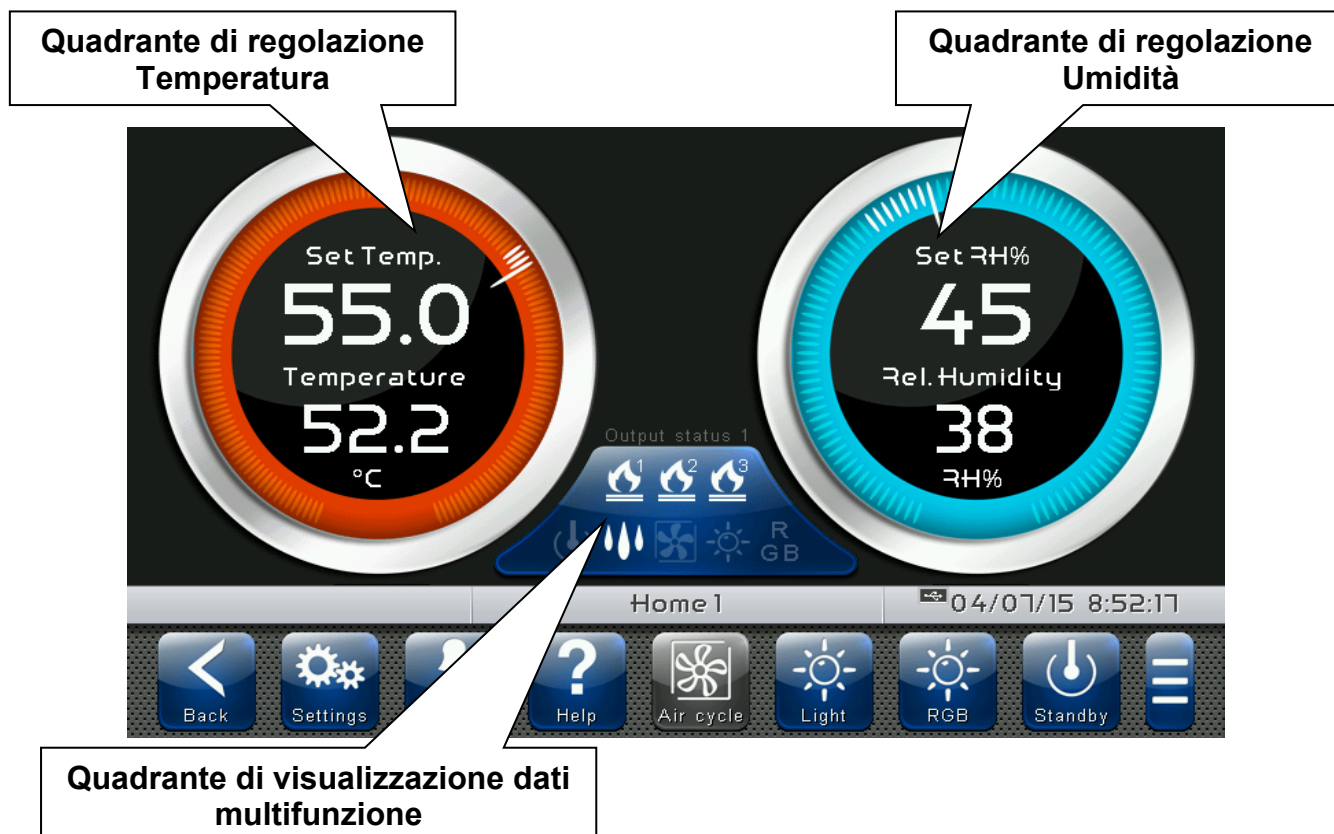 Quadrante di regolazione
Temperatura
Quadrante di regolazione
Umidità
Set Temp.
55.0
Temperature
52.2
°C
Set RH%
45
Rel. Humidity
38
RH%
Output status 1
1 2 3
R
GB
Home 1
04/07/15 8:52:17
Back
Settings
Help
Air cycle
Light
RGB
Standby
Quadrante di visualizzazione dati
multifunzione